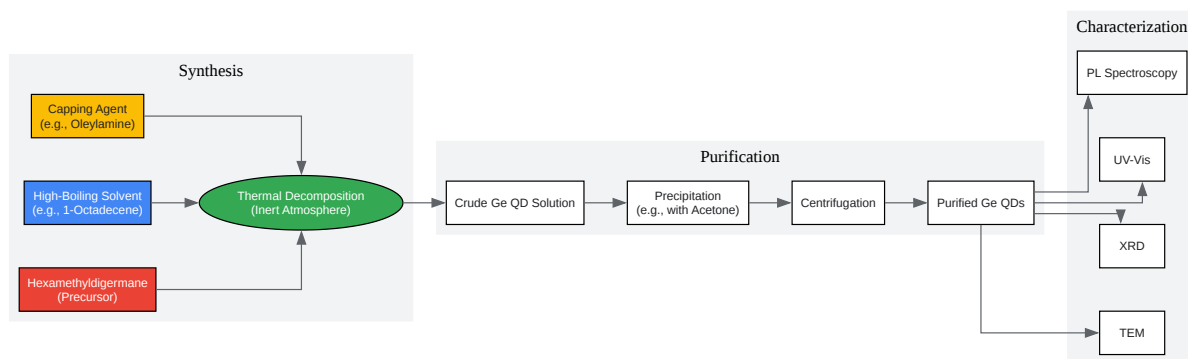 Synthesis
Capping Agent
(e.g., Oleylamine)
High-Boiling Solvent
(e.g., 1-Octadecene)
Hexamethyldigermane
(Precursor)
Thermal Decomposition
(Inert Atmosphere)
Purification
Crude Ge QD Solution
Precipitation
(e.g., with Acetone)
Centrifugation
Purified Ge QDs
Characterization
PL Spectroscopy
UV-Vis
XRD
TEM